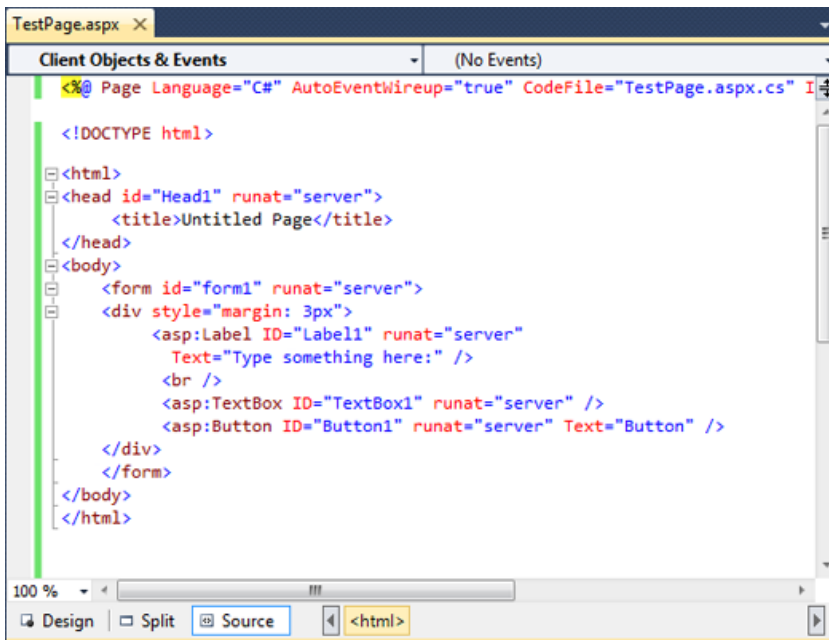 TestPage.aspx
Client Objects & Events (No Events)
<%@ Page Language="C#" AutoEventWireup="true" CodeFile="TestPage.aspx.cs" I
<!DOCTYPE html>
<html>
<head id="Head1" runat="server">
<title>Untitled Page</title>
</head>
<body>
<form id="form1" runat="server">
<div style="margin: 3px">
<asp:Label ID="Label1" runat="server"
Text="Type something here:" />
<br />
<asp:TextBox ID="TextBox1" runat="server" />
<asp:Button ID="Button1" runat="server" Text="Button" />
</div>
</form>
</body>
</html>
100 %
Design Split Source <html>